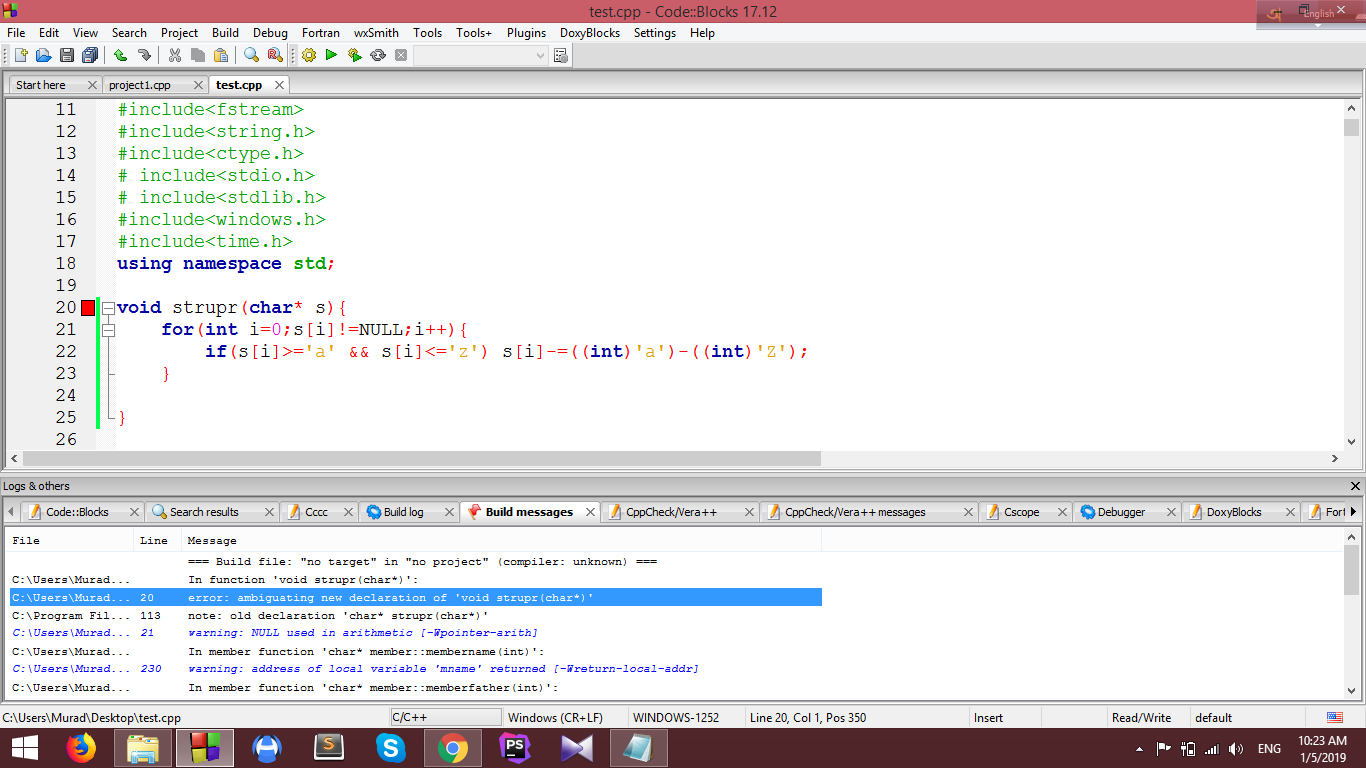 test.cpp - Code::Blocks 17.12
English
File Edit View Search Project Build Debug Fortran wxSmith Tools Tools+ Plugins DoxyBlocks Settings Help
Start here project1.cpp test.cpp
11 #include<fstream>
12 #include<string.h>
13 #include<ctype.h>
14 # include<stdio.h>
15 # include<stdlib.h>
16 #include<windows.h>
17 #include<time.h>
18 using namespace std;
19
20 void strupr(char* s){
21 for(int i=0;s[i]!=NULL;i++){
22 if(s[i]>='a' && s[i]<='z') s[i]-=((int)'a')-((int)'Z');
23 }
24
25 }
26
Logs & others
Code::Blocks Search results Cccc Build log Build messages CppCheck/Vera++ CppCheck/Vera++ messages Cscope Debugger DoxyBlocks Fort
File Line Message
=== Build file: "no target" in "no project" (compiler: unknown) ===
C:\Users\Murad... In function 'void strupr(char*)':
C:\Users\Murad... 20 error: ambiguating new declaration of 'void strupr(char*)'
C:\Program Fil... 113 note: old declaration 'char* strupr(char*)'
C:\Users\Murad... 21 warning: NULL used in arithmetic [-Wpointer-arith]
C:\Users\Murad... In member function 'char* member::membername(int)':
C:\Users\Murad... 230 warning: address of local variable 'mname' returned [-Wreturn-local-addr]
C:\Users\Murad... In member function 'char* member::memberfather(int)':
C:\Users\Murad\Desktop\test.cpp C/C++ Windows (CR+LF) WINDOWS-1252 Line 20, Col 1, Pos 350 Insert Read/Write default
S S PS ENG 10:23 AM
1/5/2019